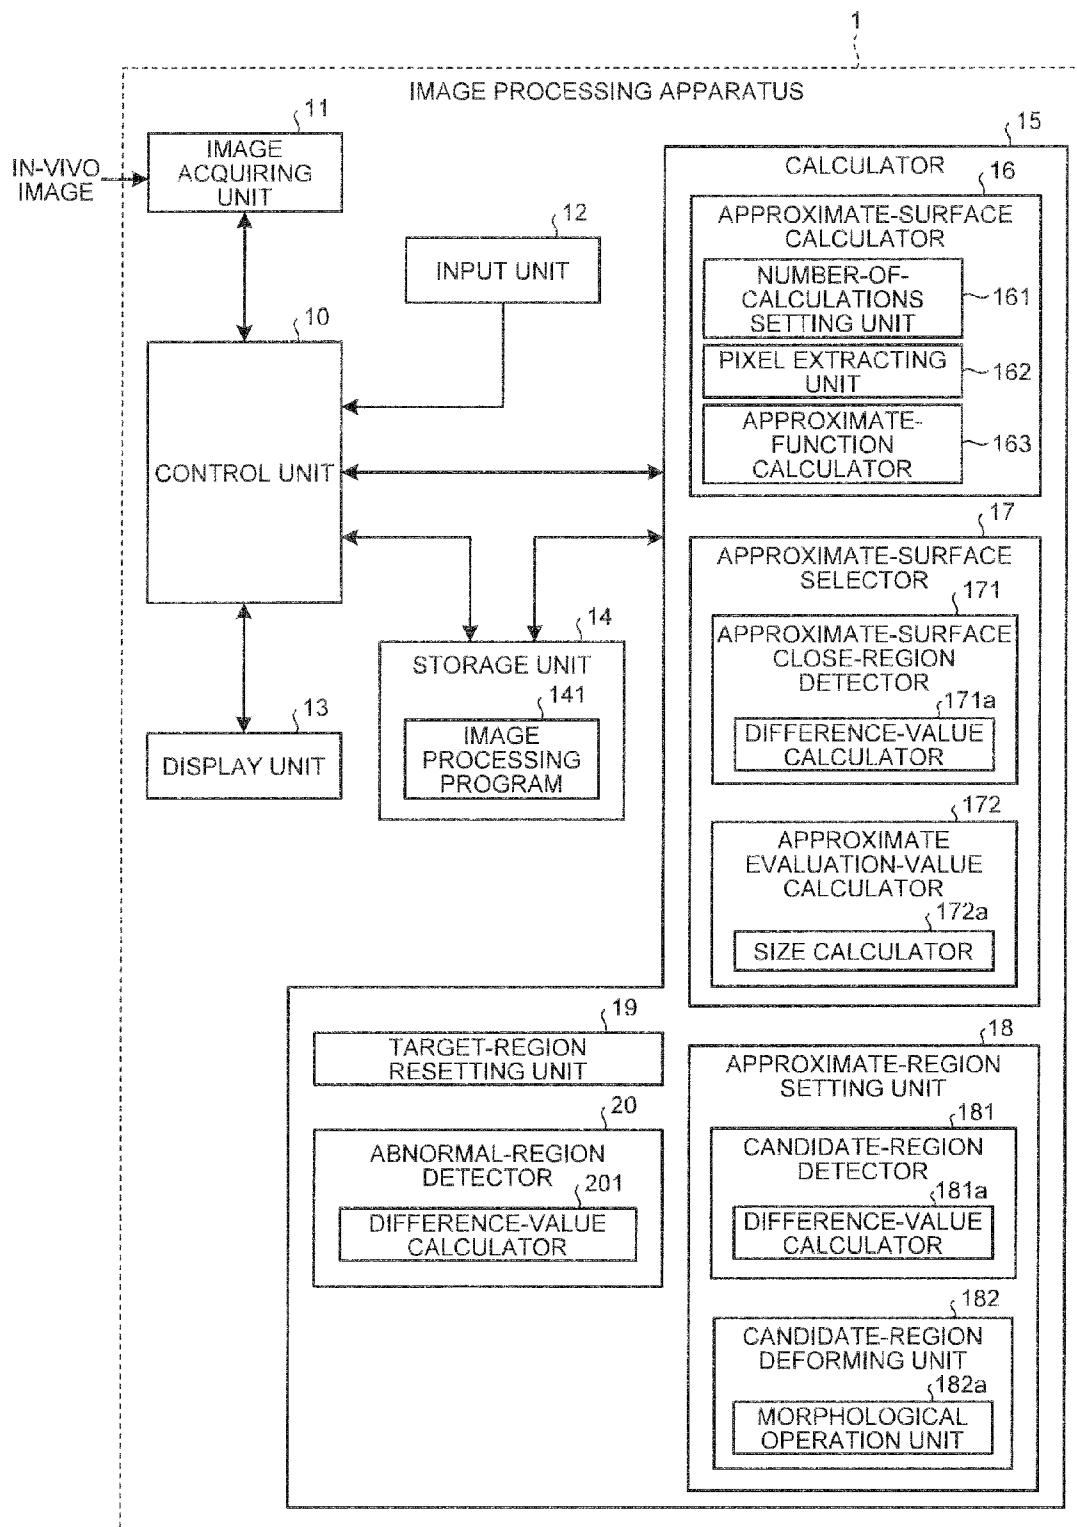 1
IMAGE PROCESSING APPARATUS
11
IN-VIVO
IMAGE
IMAGE
ACQUIRING
UNIT
12
INPUT UNIT
10
CONTROL UNIT
13
DISPLAY UNIT
14
STORAGE UNIT
141
IMAGE
PROCESSING
PROGRAM
15
CALCULATOR
16
APPROXIMATE-SURFACE
CALCULATOR
NUMBER-OF-
CALCULATIONS
SETTING UNIT
161
PIXEL EXTRACTING
UNIT
162
APPROXIMATE-
FUNCTION
CALCULATOR
163
17
APPROXIMATE-SURFACE
SELECTOR
171
APPROXIMATE-SURFACE
CLOSE-REGION
DETECTOR
171a
DIFFERENCE-VALUE
CALCULATOR
172
APPROXIMATE
EVALUATION-VALUE
CALCULATOR
172a
SIZE CALCULATOR
19
TARGET-REGION
RESETTING UNIT
20
ABNORMAL-REGION
DETECTOR
201
DIFFERENCE-VALUE
CALCULATOR
18
APPROXIMATE-REGION
SETTING UNIT
181
CANDIDATE-REGION
DETECTOR
181a
DIFFERENCE-VALUE
CALCULATOR
182
CANDIDATE-REGION
DEFORMING UNIT
182a
MORPHOLOGICAL
OPERATION UNIT